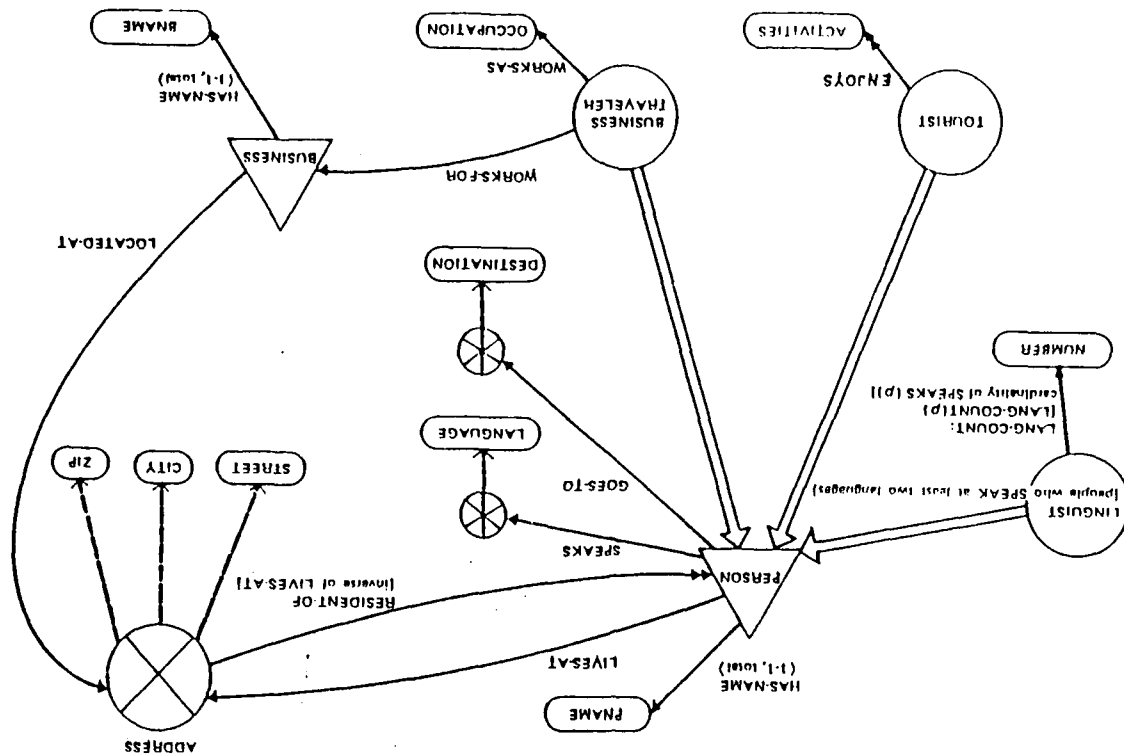 ADDRESS
PNAME
HAS-NAME
(1-1, total)
LIVES-AT
PERSON
RESIDENT-OF
[inverse of LIVES-AT]
LINGUIST
[people who SPEAK at least two languages]
SPEAKS
STREET
CITY
ZIP
LANG-COUNT:
[LANG-COUNT(p)
cardinality of SPEAKS (p)]
NUMBER
GOES-TO
LANGUAGE
DESTINATION
LOCATED-AT
TOURIST
BUSINESS
TRAVELER
WORKS-FOR
BUSINESS
ENJOYS
WORKS-AS
HAS-NAME
(1-1, total)
ACTIVITIES
OCCUPATION
BNAME